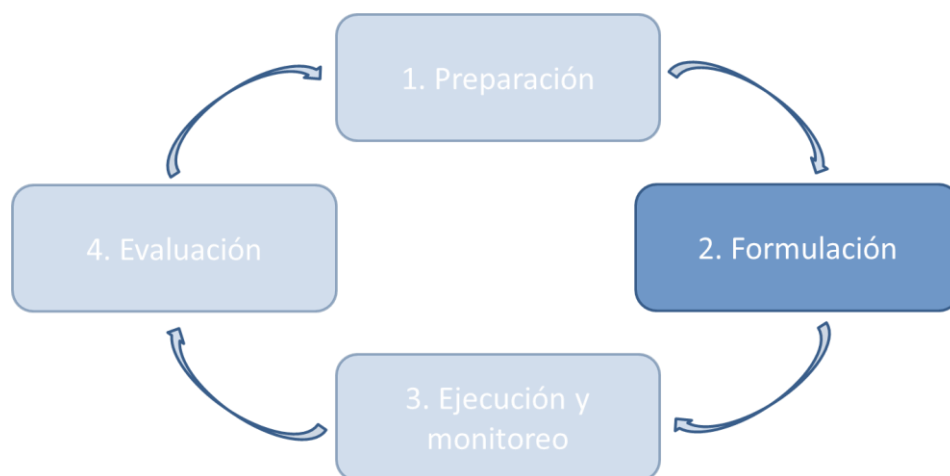 1. Preparación
2. Formulación
3. Ejecución y
monitoreo
4. Evaluación